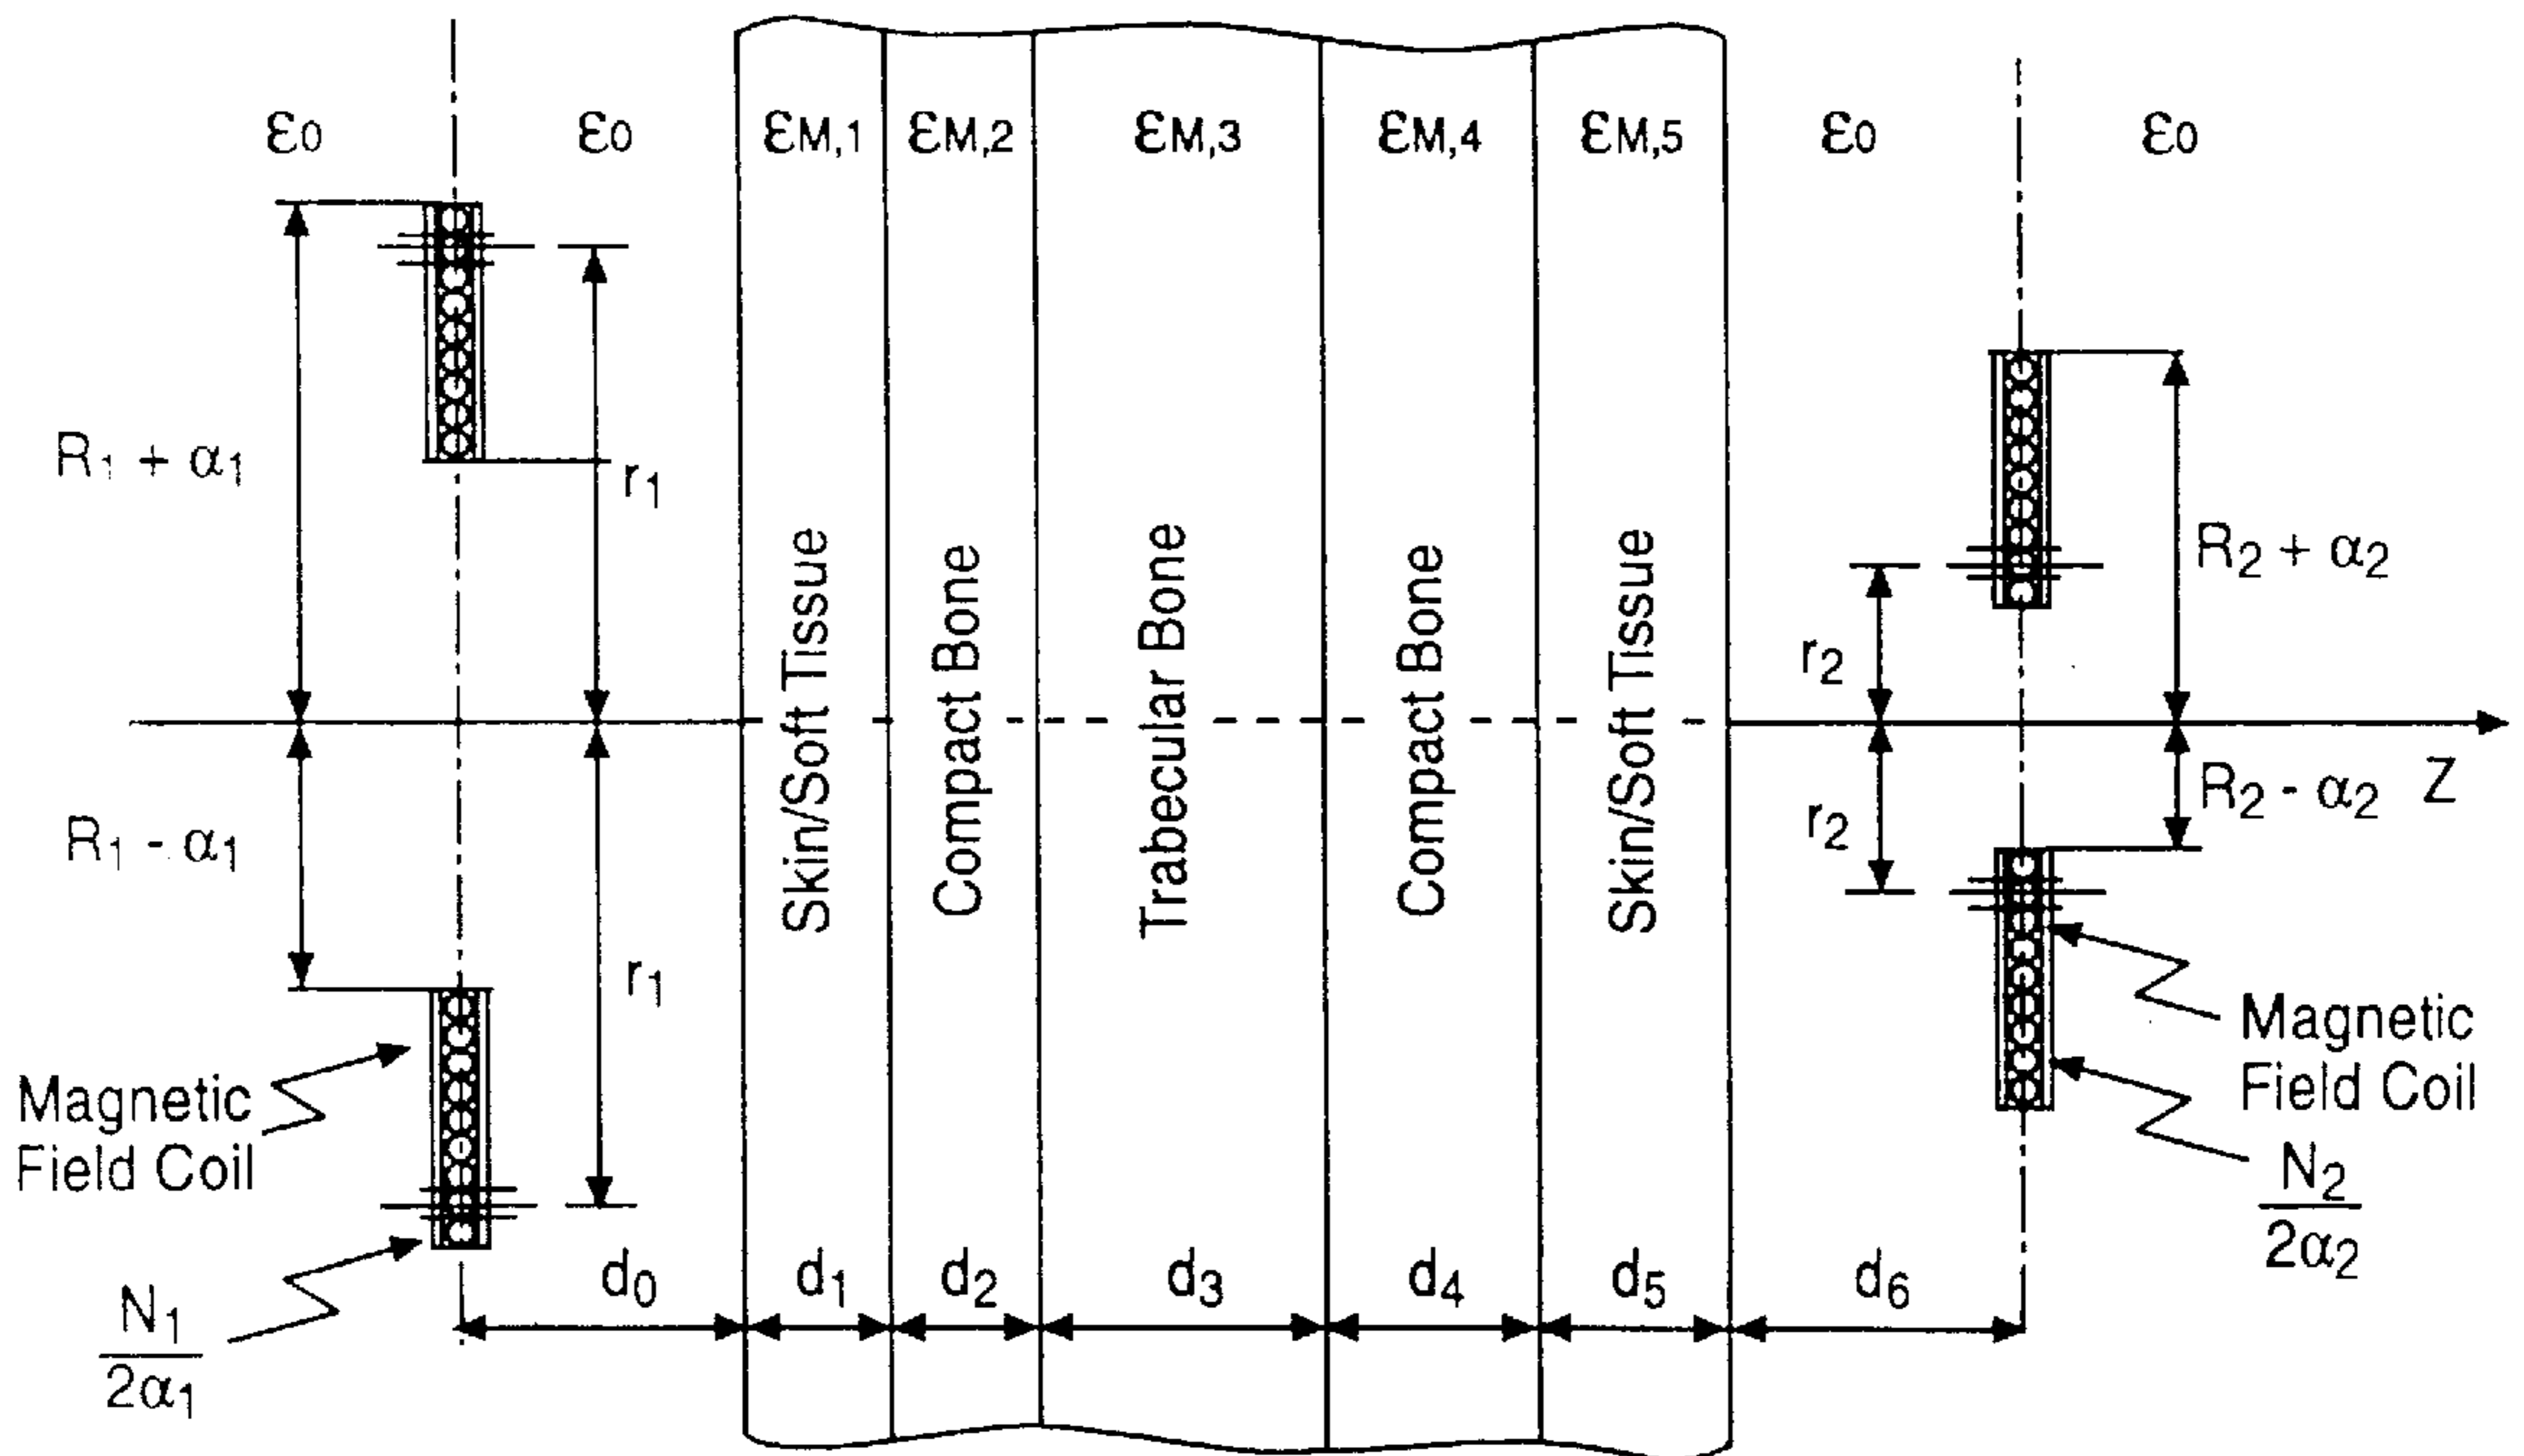 ε0 ε0 εM,1 εM,2 εM,3 εM,4 εM,5 ε0 ε0
R1 + α1
r1
R2 + α2
r2
Skin/Soft Tissue
Compact Bone
Trabecular Bone
Compact Bone
Skin/Soft Tissue
Z
R1 - α1
r1
r2
R2 - α2
Magnetic
Field Coil
N1
2α1
Magnetic
Field Coil
N2
2α2
d0 d1 d2 d3 d4 d5 d6